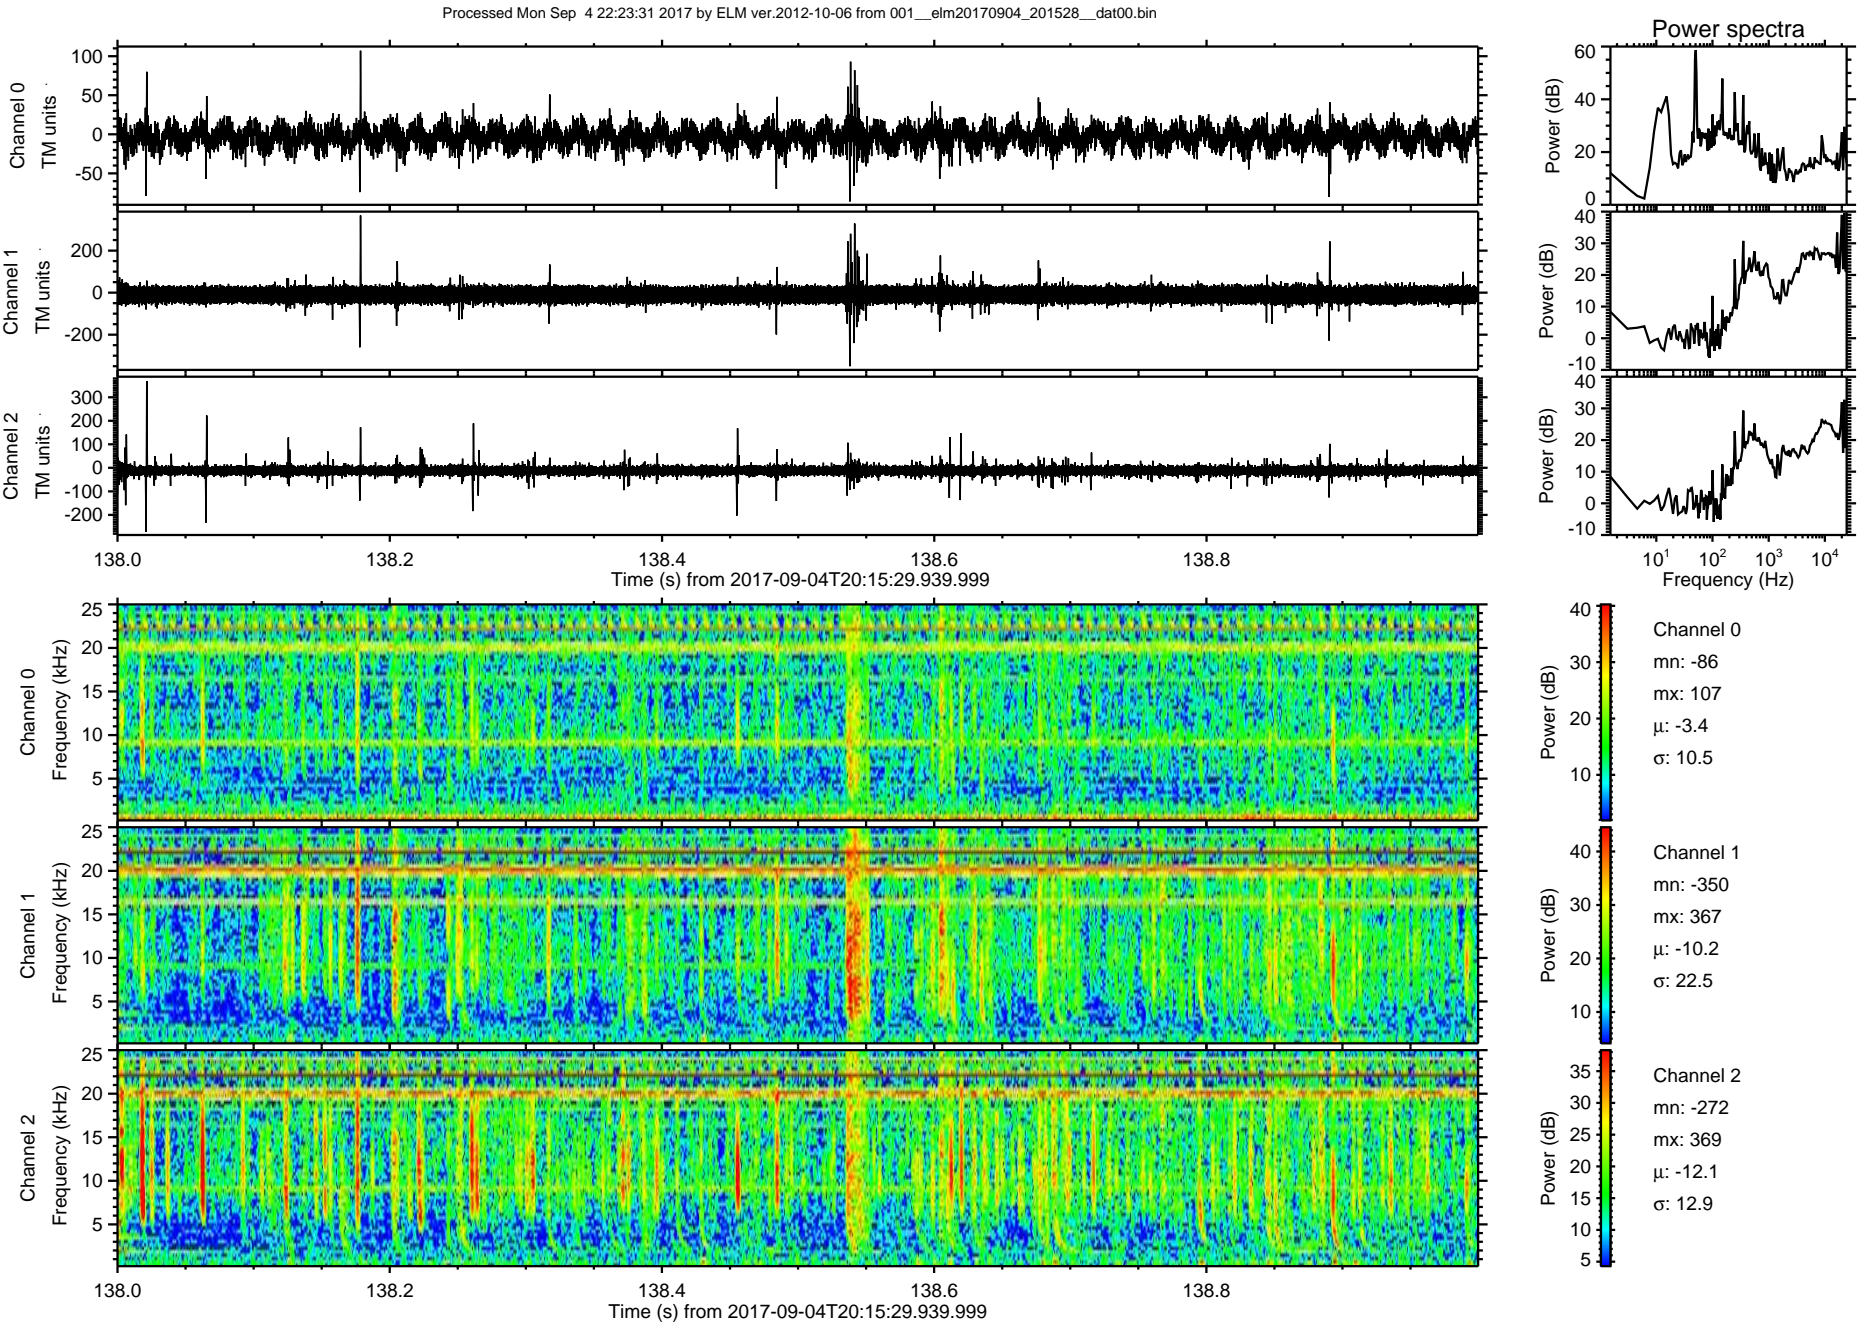 Processed Mon Sep  4 22:23:31 2017 by ELM ver.2012-10-06 from 001__elm20170904_201528__dat00.bin
Power spectra
Channel 0
TM units
100
50
0
-50
Power (dB)
60
40
20
0
Channel 1
TM units
200
0
-200
Power (dB)
40
30
20
10
0
-10
Channel 2
TM units
300
200
100
0
-100
-200
Power (dB)
40
30
20
10
0
-10
138.0 138.2 138.4 138.6 138.8
Time (s) from 2017-09-04T20:15:29.939.999
10¹ 10² 10³ 10⁴
Frequency (Hz)
Channel 0
Frequency (kHz)
25
20
15
10
5
Power (dB)
40
30
20
10
Channel 0
mn: -86
mx: 107
μ: -3.4
σ: 10.5
Channel 1
Frequency (kHz)
25
20
15
10
5
Power (dB)
40
30
20
10
Channel 1
mn: -350
mx: 367
μ: -10.2
σ: 22.5
Channel 2
Frequency (kHz)
25
20
15
10
5
Power (dB)
35
30
25
20
15
10
5
Channel 2
mn: -272
mx: 369
μ: -12.1
σ: 12.9
138.0 138.2 138.4 138.6 138.8
Time (s) from 2017-09-04T20:15:29.939.999